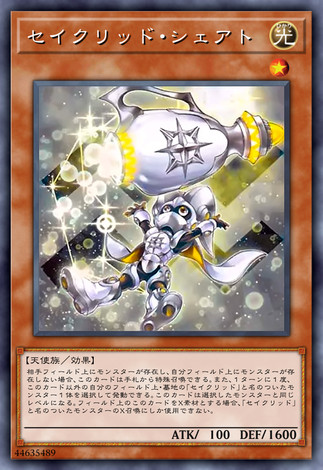 セイクリッド・シェアト
光
【天使族／効果】
相手フィールド上にモンスターが存在し、自分フィールド上にモンスターが存在
しない場合、このカードは手札から特殊召喚できる。また、１ターンに１度、
このカード以外の自分のフィールド上・墓地の「セイクリッド」と名のついたモン
スター１体を選択して発動できる。このカードは選択したモンスターと同じ
レベルになる。フィールド上のこのカードをX素材とする場合、「セイクリッド」
と名のついたモンスターのX召喚にしか使用できない。
ATK/ 100 DEF/1600
44635489